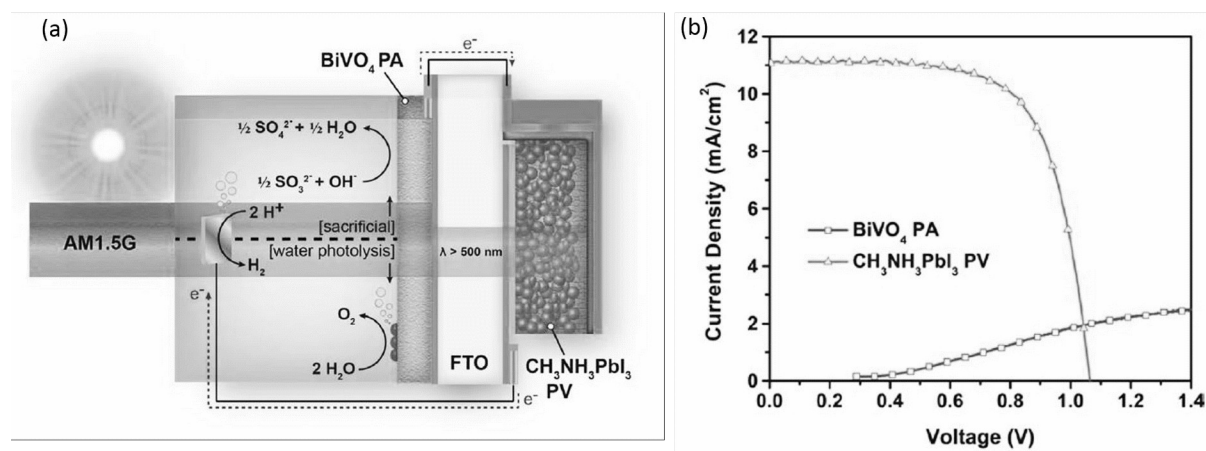 (a)
e⁻
BiVO₄ PA
½ SO₄²⁻ + ½ H₂O
½ SO₃²⁻ + OH⁻
2 H⁺
[sacrificial]
AM1.5G
[water photolysis]
λ > 500 nm
H₂
e⁻
O₂
2 H₂O
FTO
CH₃NH₃PbI₃
PV
e⁻
(b)
12
10
8
6
4
2
0
Current Density (mA/cm²)
BiVO₄ PA
CH₃NH₃PbI₃ PV
0.0 0.2 0.4 0.6 0.8 1.0 1.2 1.4
Voltage (V)